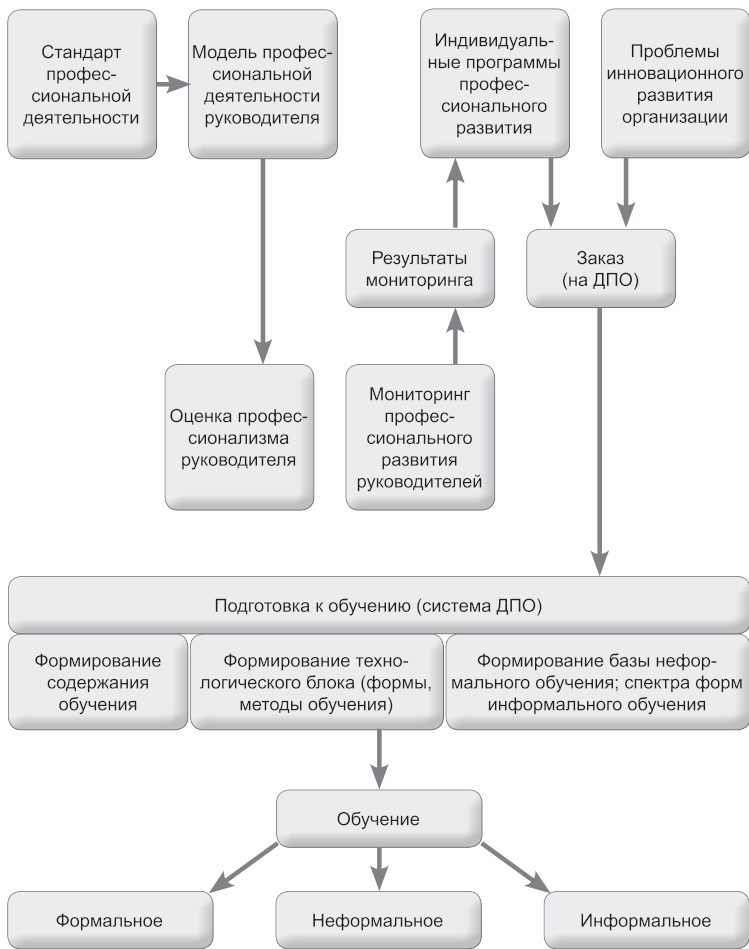 Стандарт
профес-
сиональной
деятельности
Модель профес-
сиональной
деятельности
руководителя
Индивидуаль-
ные программы
профес-
сионального
развития
Проблемы
инновационного
развития
организации
Результаты
мониторинга
Заказ
(на ДПО)
Оценка профес-
сионализма
руководителя
Мониторинг
профес-
сионального
развития
руководителей
Подготовка к обучению (система ДПО)
Формирование
содержания
обучения
Формирование техно-
логического блока (формы,
методы обучения)
Формирование базы нефор-
мального обучения; спектра форм
информального обучения
Обучение
Формальное
Неформальное
Информальное